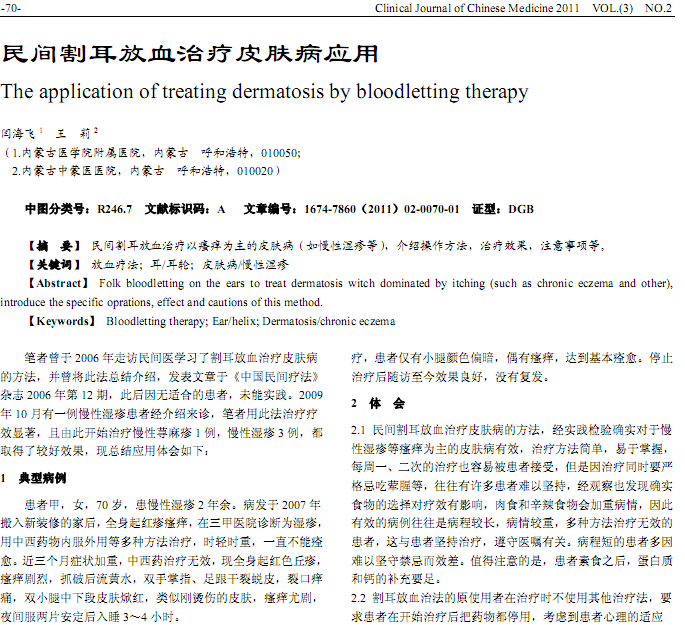 -70-
Clinical Journal of Chinese Medicine 2011 VOL.(3) NO.2
民间割耳放血治疗皮肤病应用
The application of treating dermatosis by bloodletting therapy
闫海飞 1 王 莉 2
（1.内蒙古医学院附属医院，内蒙古 呼和浩特，010050；
2.内蒙古中蒙医医院，内蒙古 呼和浩特，010020）
中图分类号：R246.7 文献标识码：A 文章编号：1674-7860（2011）02-0070-01 证型：DGB
【摘 要】 民间割耳放血治疗以瘙痒为主的皮肤病（如慢性湿疹等），介绍操作方法，治疗效果，注意事项等。
【关键词】 放血疗法；耳/耳轮；皮肤病/慢性湿疹
【Abstract】 Folk bloodletting on the ears to treat dermatosis witch dominated by itching (such as chronic eczema and other),
introduce the specific oprations, effect and cautions of this method.
【Keywords】 Bloodletting therapy; Ear/helix; Dermatosis/chronic eczema
笔者曾于 2006 年走访民间医学习了割耳放血治疗皮肤病
的方法，并曾将此法总结介绍，发表文章于《中国民间疗法》
杂志 2006 年第 12 期，此后因无适合的患者，未能实践。2009
年 10 月有一例慢性湿疹患者经介绍来诊，笔者用此法治疗疗
效显著，且由此开始治疗慢性荨麻疹 1 例，慢性湿疹 3 例，都
取得了较好效果，现总结应用体会如下：
1 典型病例
患者甲，女，70 岁，患慢性湿疹 2 年余。病发于 2007 年
搬入新装修的家后，全身起红疹瘙痒，在三甲医院诊断为湿疹，
用中西药物内服外用等多种方法治疗，时轻时重，一直不能痊
愈。近三个月症状加重，中西药治疗无效，现全身起红色丘疹，
瘙痒剧烈，抓破后流黄水，双手掌指、足跟干裂蜕皮，裂口痒
痛，双小腿中下段皮肤焮红，类似刚烫伤的皮肤，瘙痒尤剧，
夜间服两片安定后入睡 3～4 小时。
疗，患者仅有小腿颜色偏暗，偶有瘙痒，达到基本痊愈。停止
治疗后随访至今效果良好，没有复发。
2 体 会
2.1 民间割耳放血治疗皮肤病的方法，经实践检验确实对于慢
性湿疹等瘙痒为主的皮肤病有效，治疗方法简单，易于掌握，
每周一、二次的治疗也容易被患者接受，但是因治疗同时要严
格忌吃荤腥等，往往有许多患者难以坚持，经观察也发现确实
食物的选择对疗效有影响，肉食和辛辣食物会加重病情，因此
有效的病例往往是病程较长，病情较重，多种方法治疗无效的
患者，这与患者坚持治疗，遵守医嘱有关。病程短的患者多因
难以坚守禁忌而效差。值得注意的是，患者素食之后，蛋白质
和钙的补充要足。
2.2 割耳放血治法的原使用者在治疗时不使用其他治疗法，要
求患者在开始治疗后把药物都停用，考虑到患者心理的适应